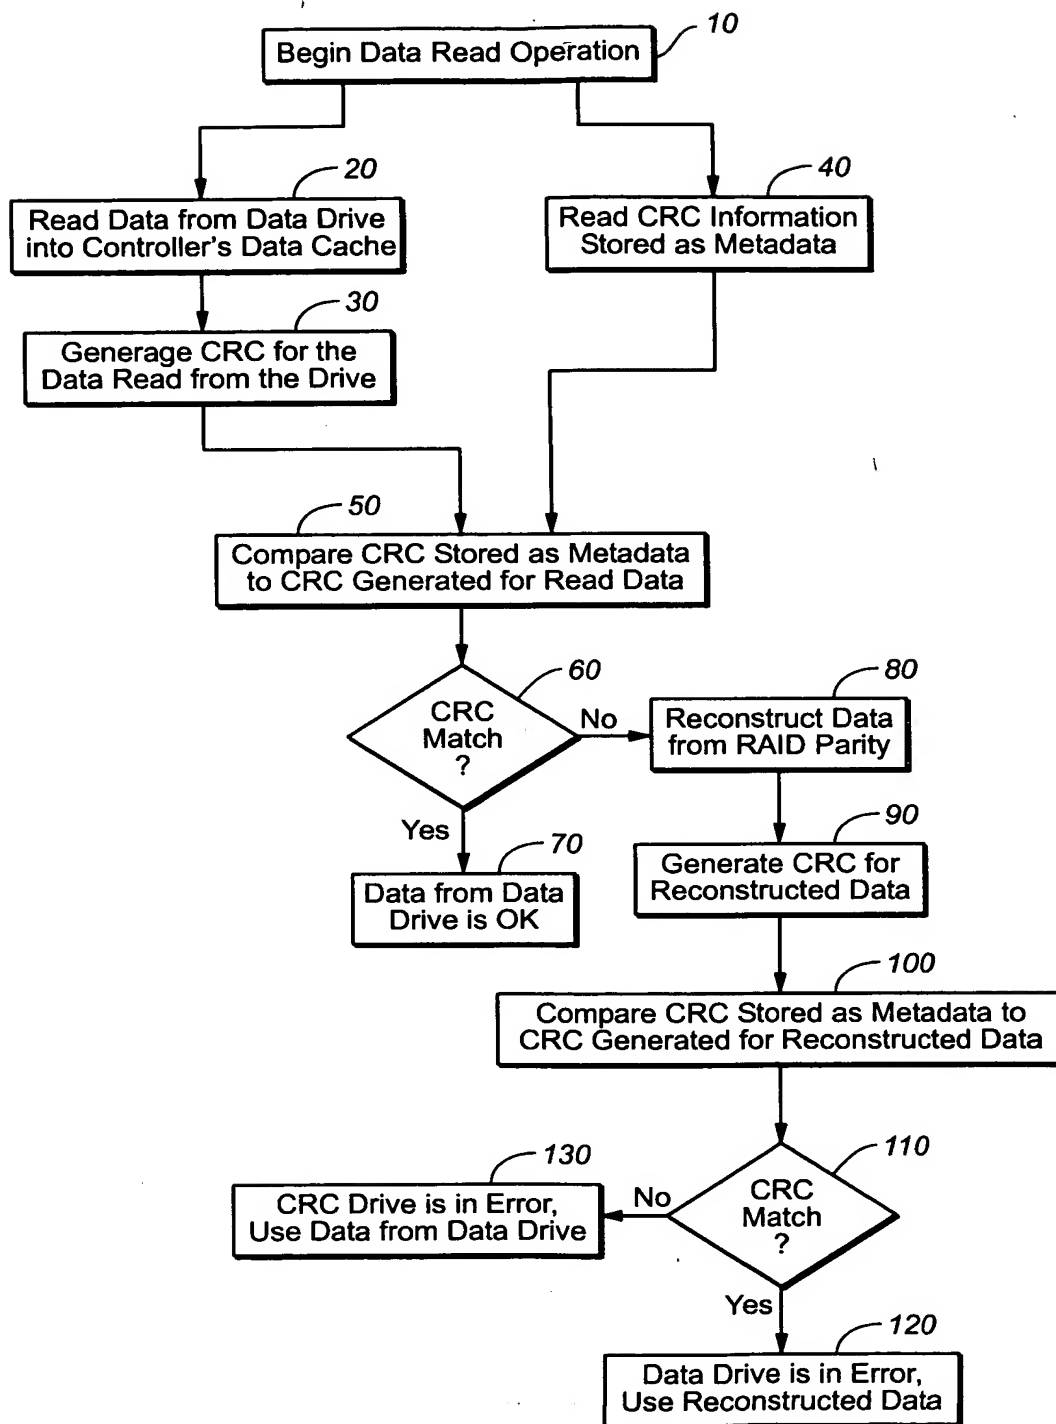 10
Begin Data Read Operation
20
Read Data from Data Drive
into Controller's Data Cache
40
Read CRC Information
Stored as Metadata
30
Generage CRC for the
Data Read from the Drive
50
Compare CRC Stored as Metadata
to CRC Generated for Read Data
60
CRC
Match
?
No
Yes
80
Reconstruct Data
from RAID Parity
70
Data from Data
Drive is OK
90
Generate CRC for
Reconstructed Data
100
Compare CRC Stored as Metadata to
CRC Generated for Reconstructed Data
110
CRC
Match
?
No
130
CRC Drive is in Error,
Use Data from Data Drive
Yes
120
Data Drive is in Error,
Use Reconstructed Data